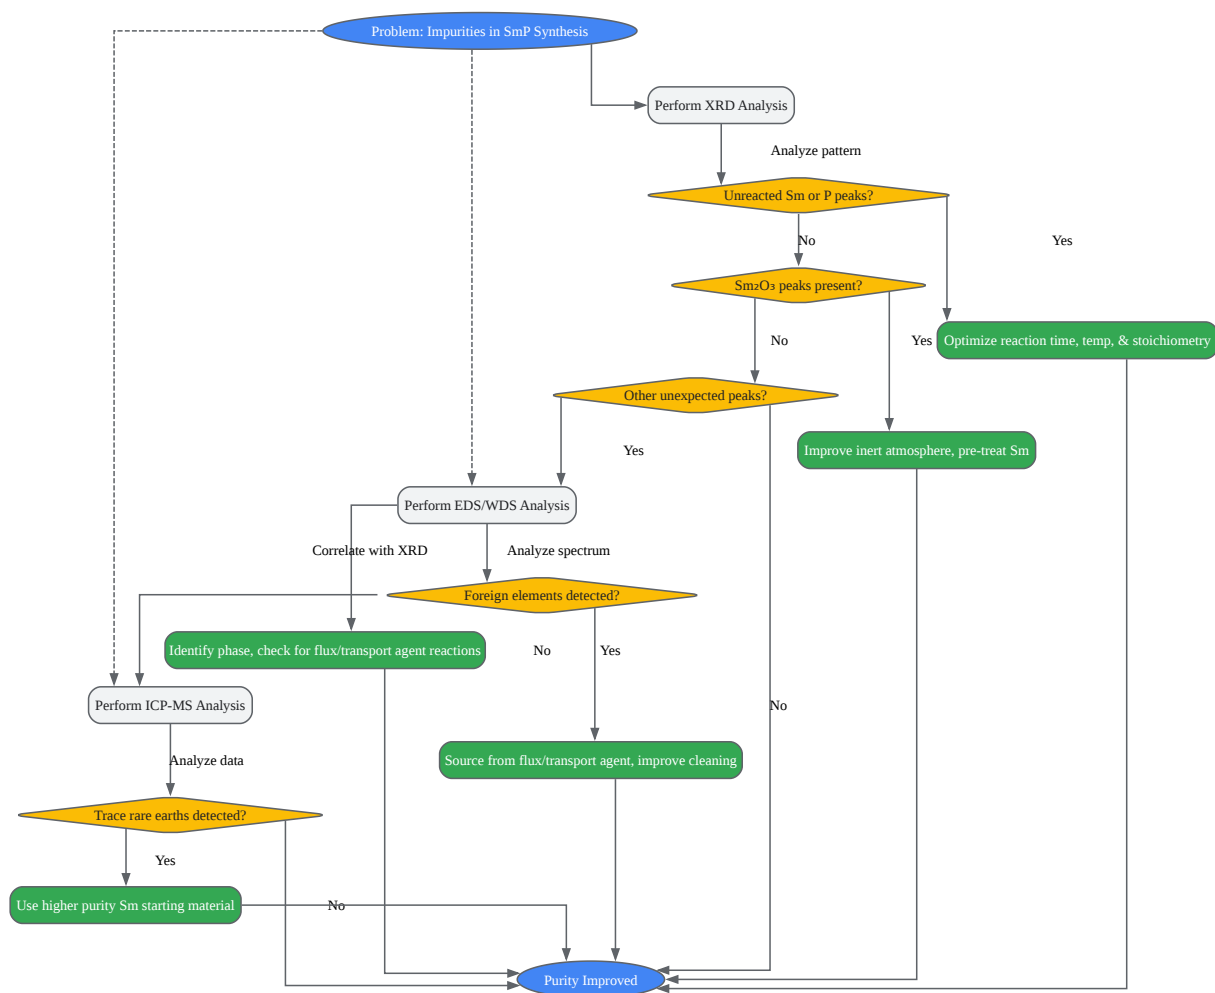 Problem: Impurities in SmP Synthesis
Perform XRD Analysis
Analyze pattern
Unreacted Sm or P peaks?
No
Yes
Sm₂O₃ peaks present?
No
Yes
Optimize reaction time, temp, & stoichiometry
Other unexpected peaks?
Yes
Improve inert atmosphere, pre-treat Sm
Perform EDS/WDS Analysis
Correlate with XRD
Analyze spectrum
Foreign elements detected?
Identify phase, check for flux/transport agent reactions
No
Yes
Perform ICP-MS Analysis
No
Analyze data
Source from flux/transport agent, improve cleaning
Trace rare earths detected?
Yes
Use higher purity Sm starting material
No
Purity Improved